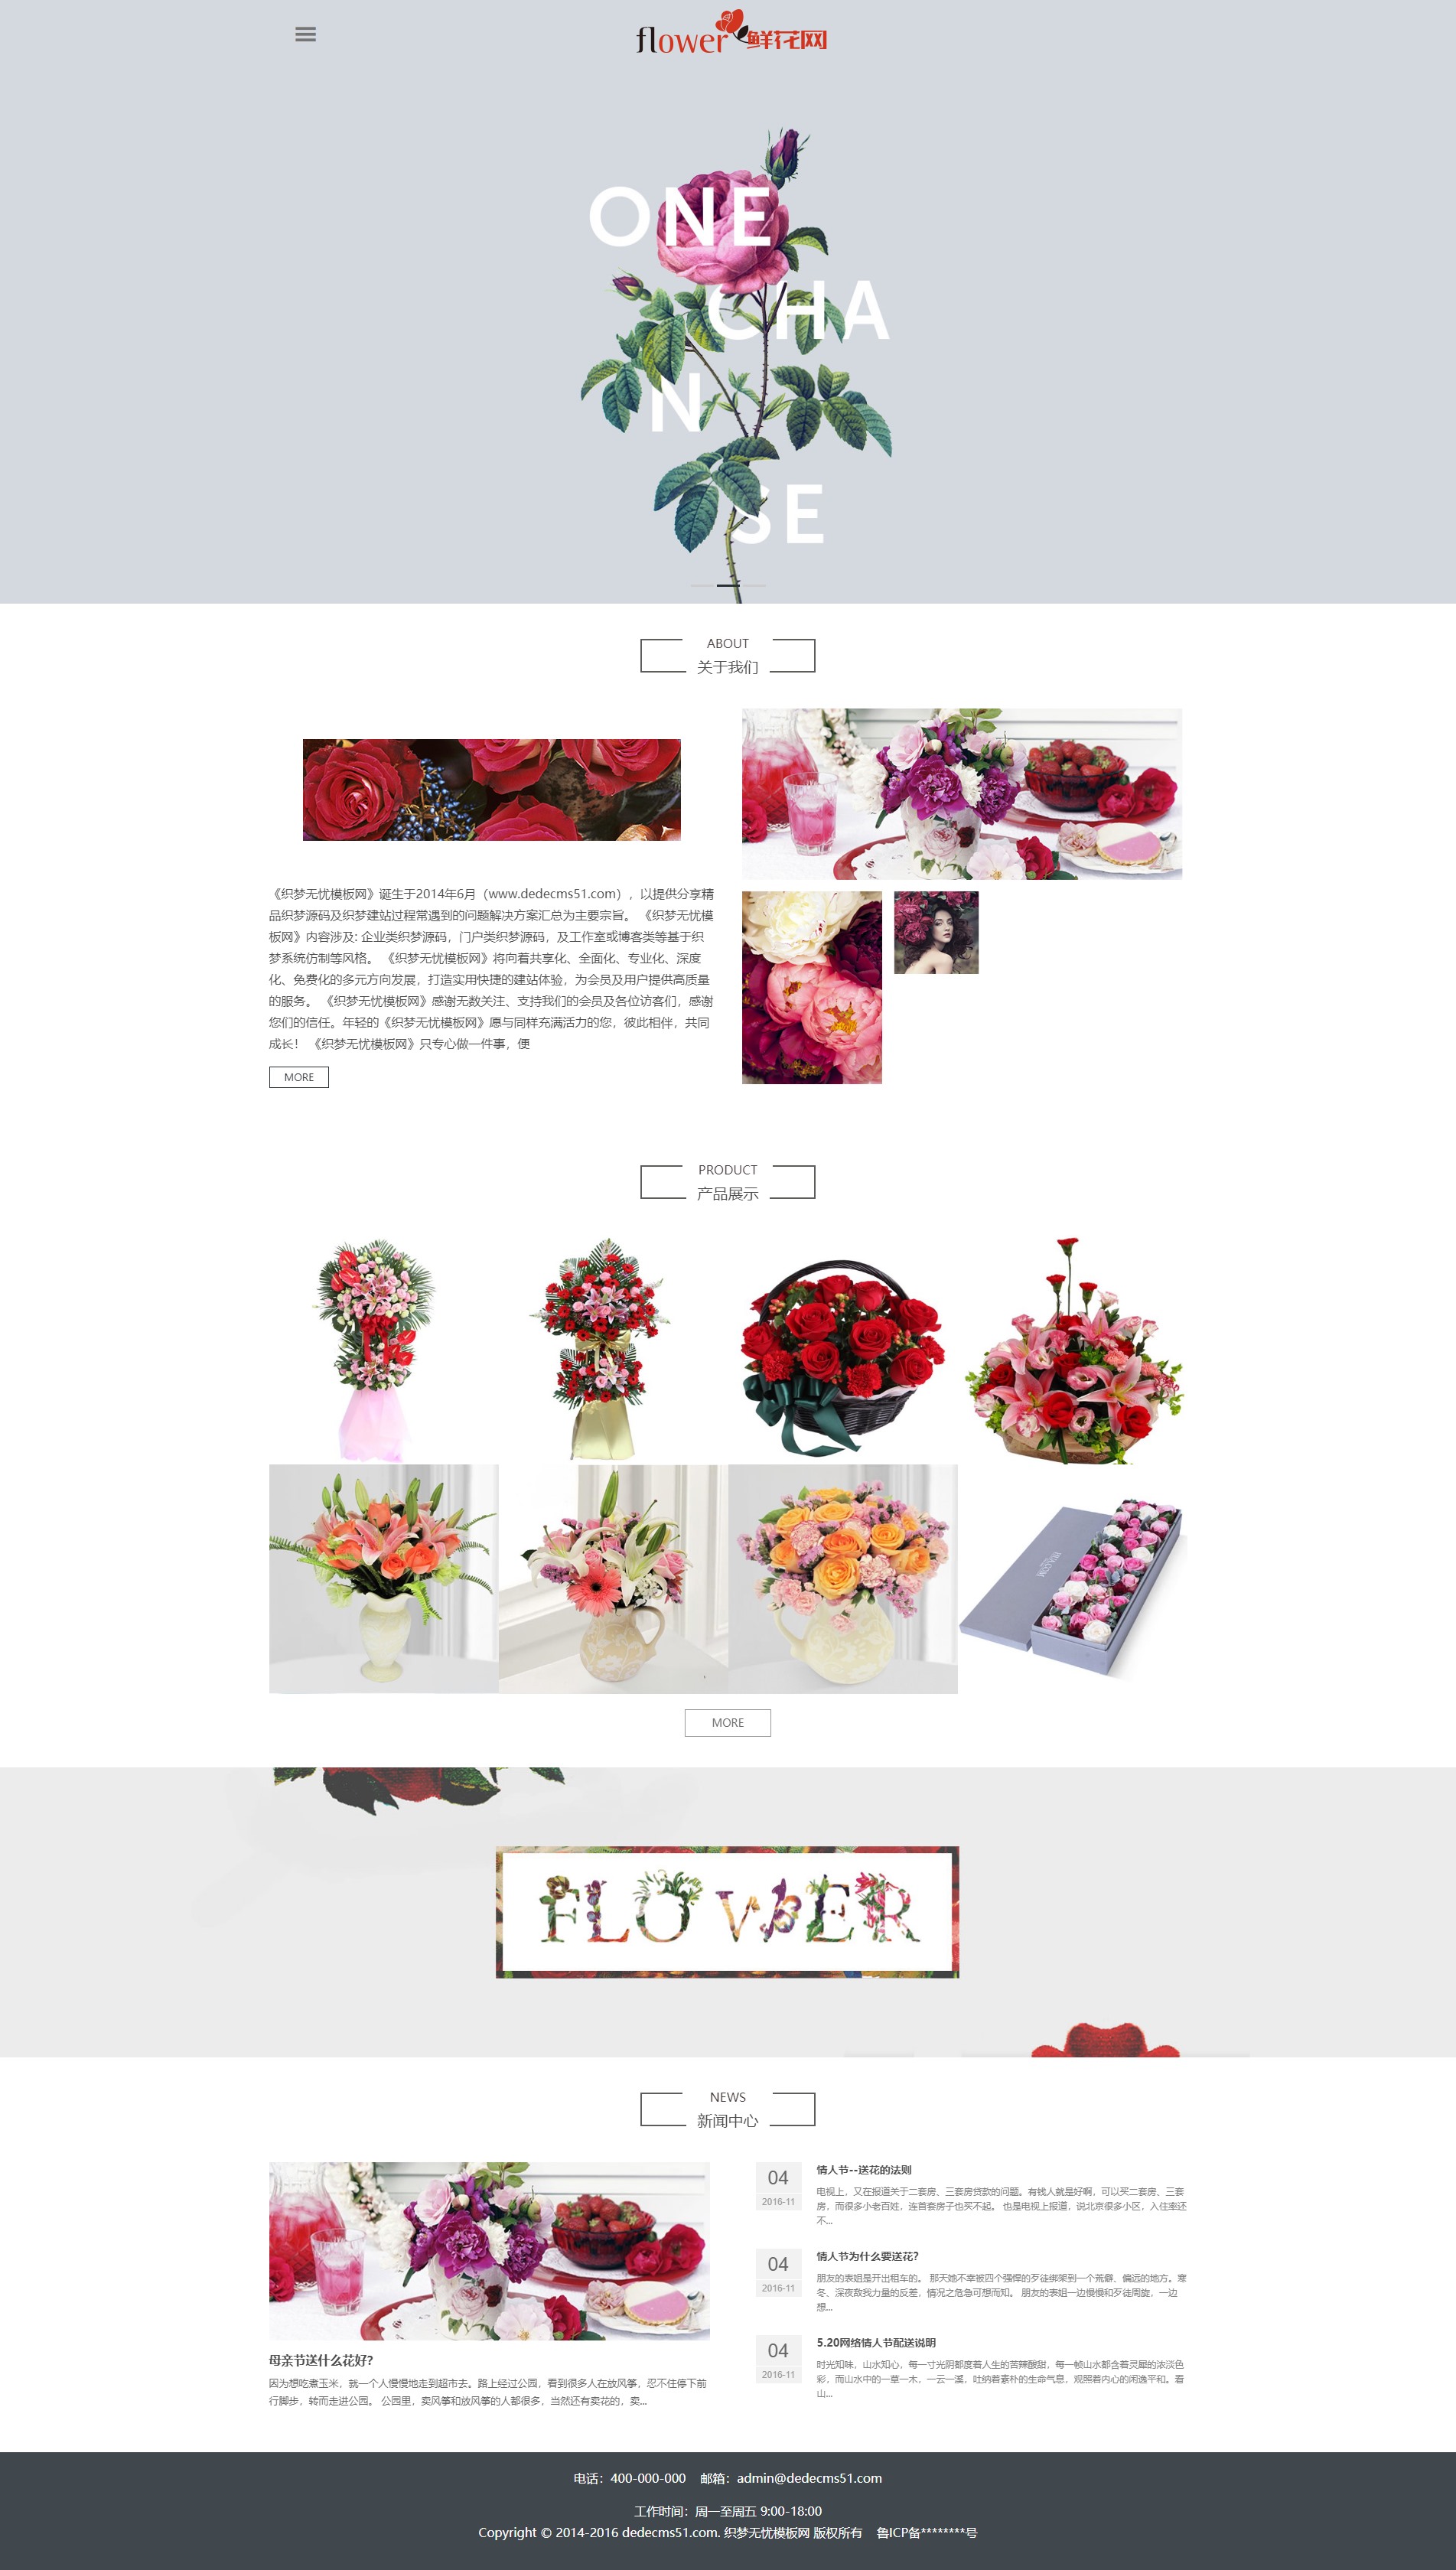 flower鲜花网
ONE
CHA
N
SE
ABOUT
关于我们
《织梦无忧模板网》诞生于2014年6月（www.dedecms51.com），以提供分享精
品织梦源码及织梦建站过程常遇到的问题解决方案汇总为主要宗旨。 《织梦无忧模
板网》内容涉及: 企业类织梦源码，门户类织梦源码，及工作室或博客类等基于织
梦系统仿制等风格。 《织梦无忧模板网》将向着共享化、全面化、专业化、深度
化、免费化的多元方向发展，打造实用快捷的建站体验，为会员及用户提供高质量
的服务。 《织梦无忧模板网》感谢无数关注、支持我们的会员及各位访客们，感谢
您们的信任。年轻的《织梦无忧模板网》愿与同样充满活力的您，彼此相伴，共同
成长！ 《织梦无忧模板网》只专心做一件事，便
MORE
PRODUCT
产品展示
MORE
FLOWER
NEWS
新闻中心
母亲节送什么花好?
因为想吃煮玉米，就一个人慢慢地走到超市去。路上经过公园，看到很多人在放风筝，忍不住停下前
行脚步，转而走进公园。 公园里，卖风筝和放风筝的人都很多，当然还有卖花的，卖...
04
2016-11
情人节--送花的法则
电视上，又在报道关于二套房、三套房贷款的问题。有钱人就是好啊，可以买二套房、三套
房，而很多小老百姓，连首套房子也买不起。 也是电视上报道，说北京很多小区，入住率还
不...
04
2016-11
情人节为什么要送花?
朋友的表姐是开出租车的。 那天她不幸被四个强悍的歹徒绑架到一个荒僻、偏远的地方。寒
冬、深夜敌我力量的反差，情况之危急可想而知。 朋友的表姐一边慢慢和歹徒周旋，一边
想...
04
2016-11
5.20网络情人节配送说明
时光知味，山水知心，每一寸光阴都度着人生的苦辣酸甜，每一帧山水都含着灵犀的浓淡色
彩，而山水中的一草一木，一云一溪，吐纳着素朴的生命气息，观照着内心的闲逸平和。看
山...
电话：400-000-000 邮箱：admin@dedecms51.com
工作时间：周一至周五 9:00-18:00
Copyright © 2014-2016 dedecms51.com. 织梦无忧模板网 版权所有 鲁ICP备********号